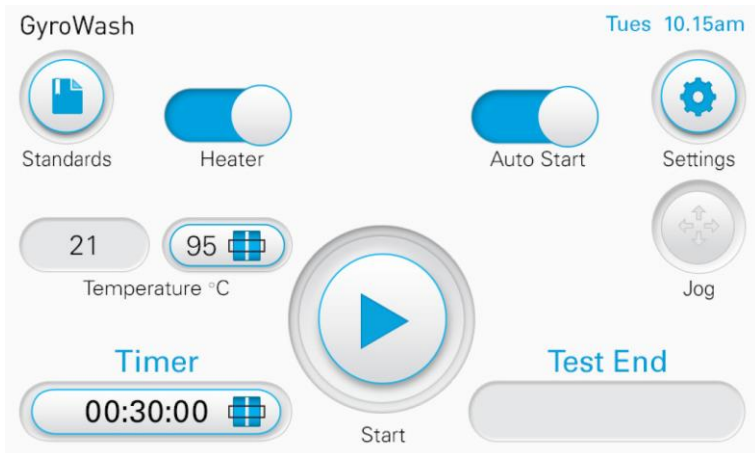 GyroWash
Tues 10.15am
Standards
Heater
Auto Start
Settings
21
95
Temperature °C
Jog
Timer
Test End
00:30:00
Start